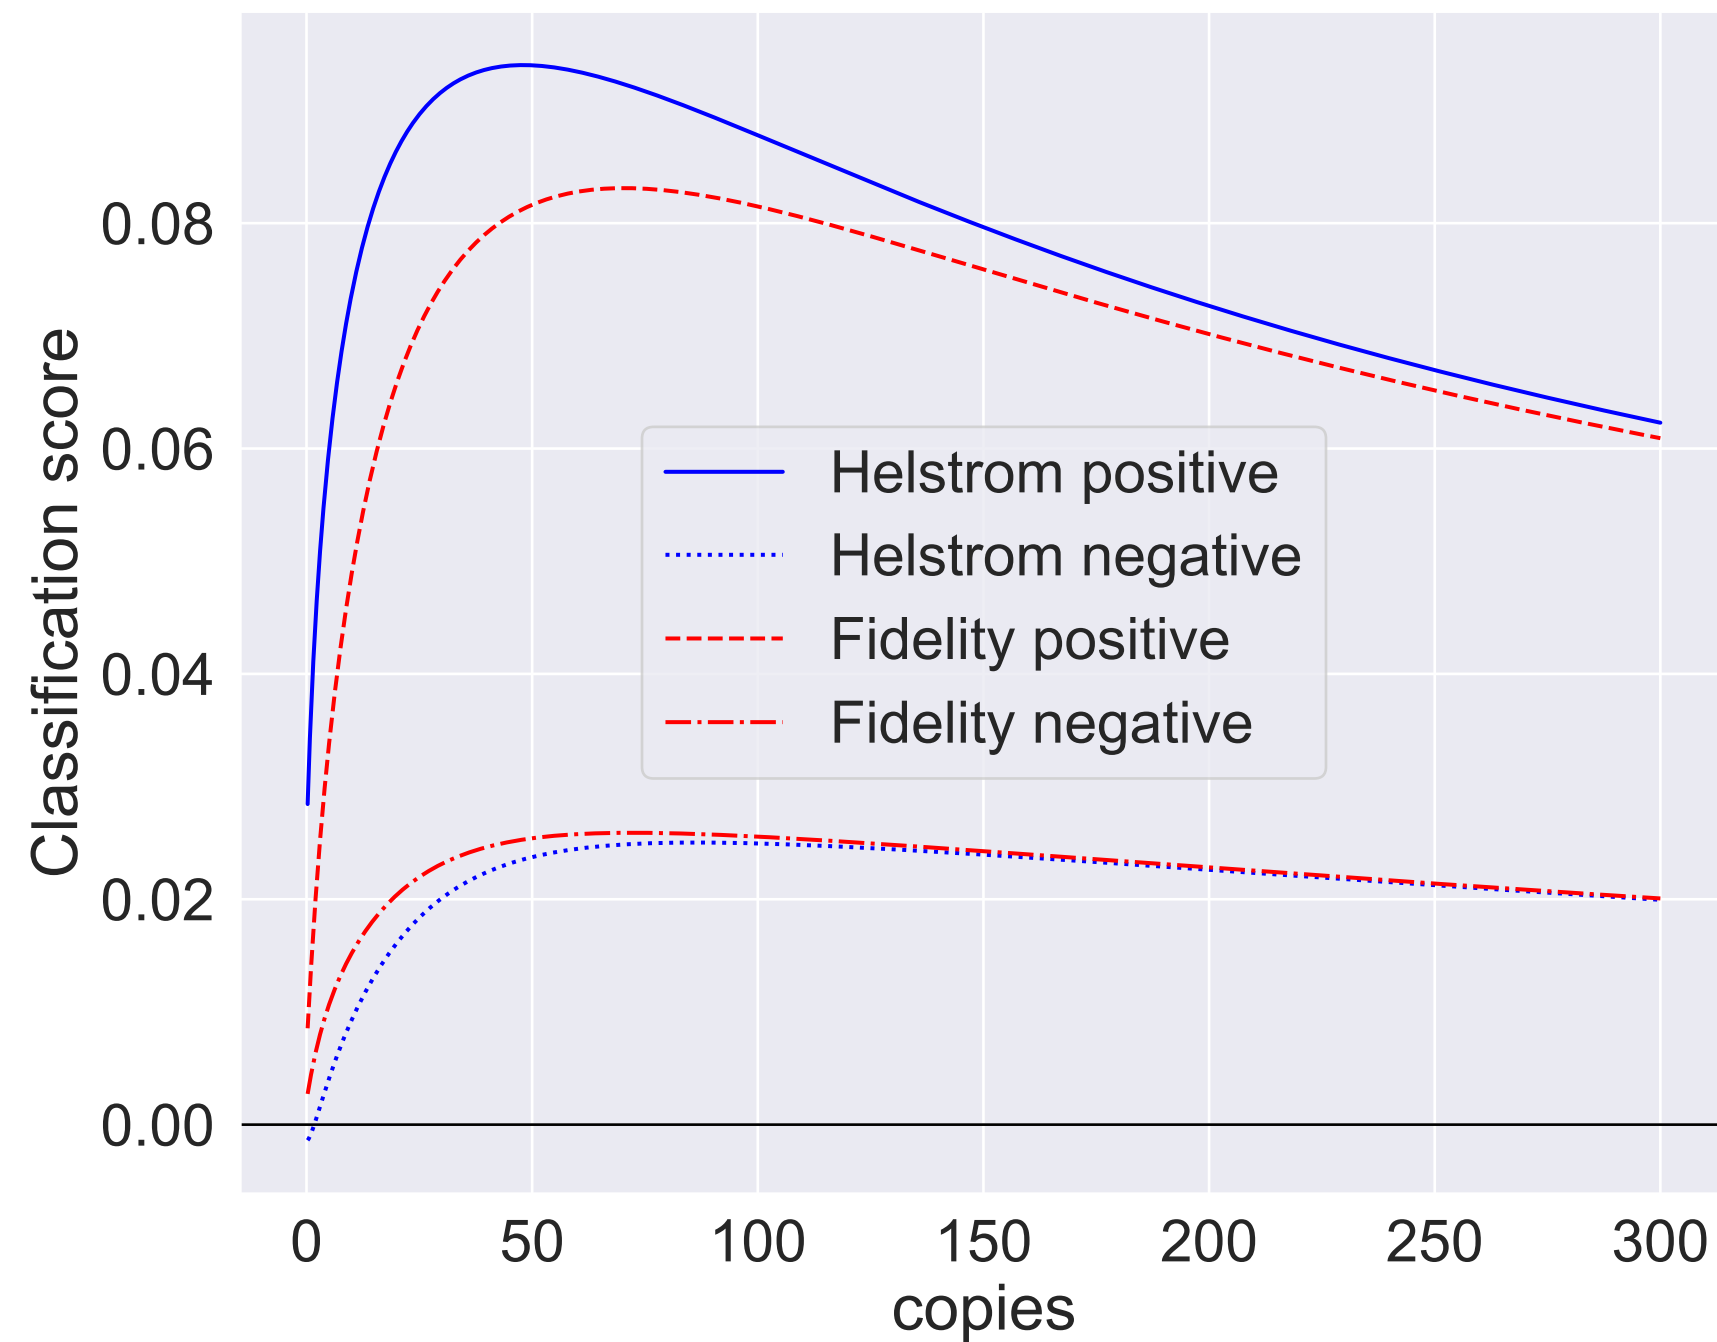 Classification score
0.08
0.06
0.04
0.02
0.00
Helstrom positive
Helstrom negative
Fidelity positive
Fidelity negative
0 50 100 150 200 250 300
copies